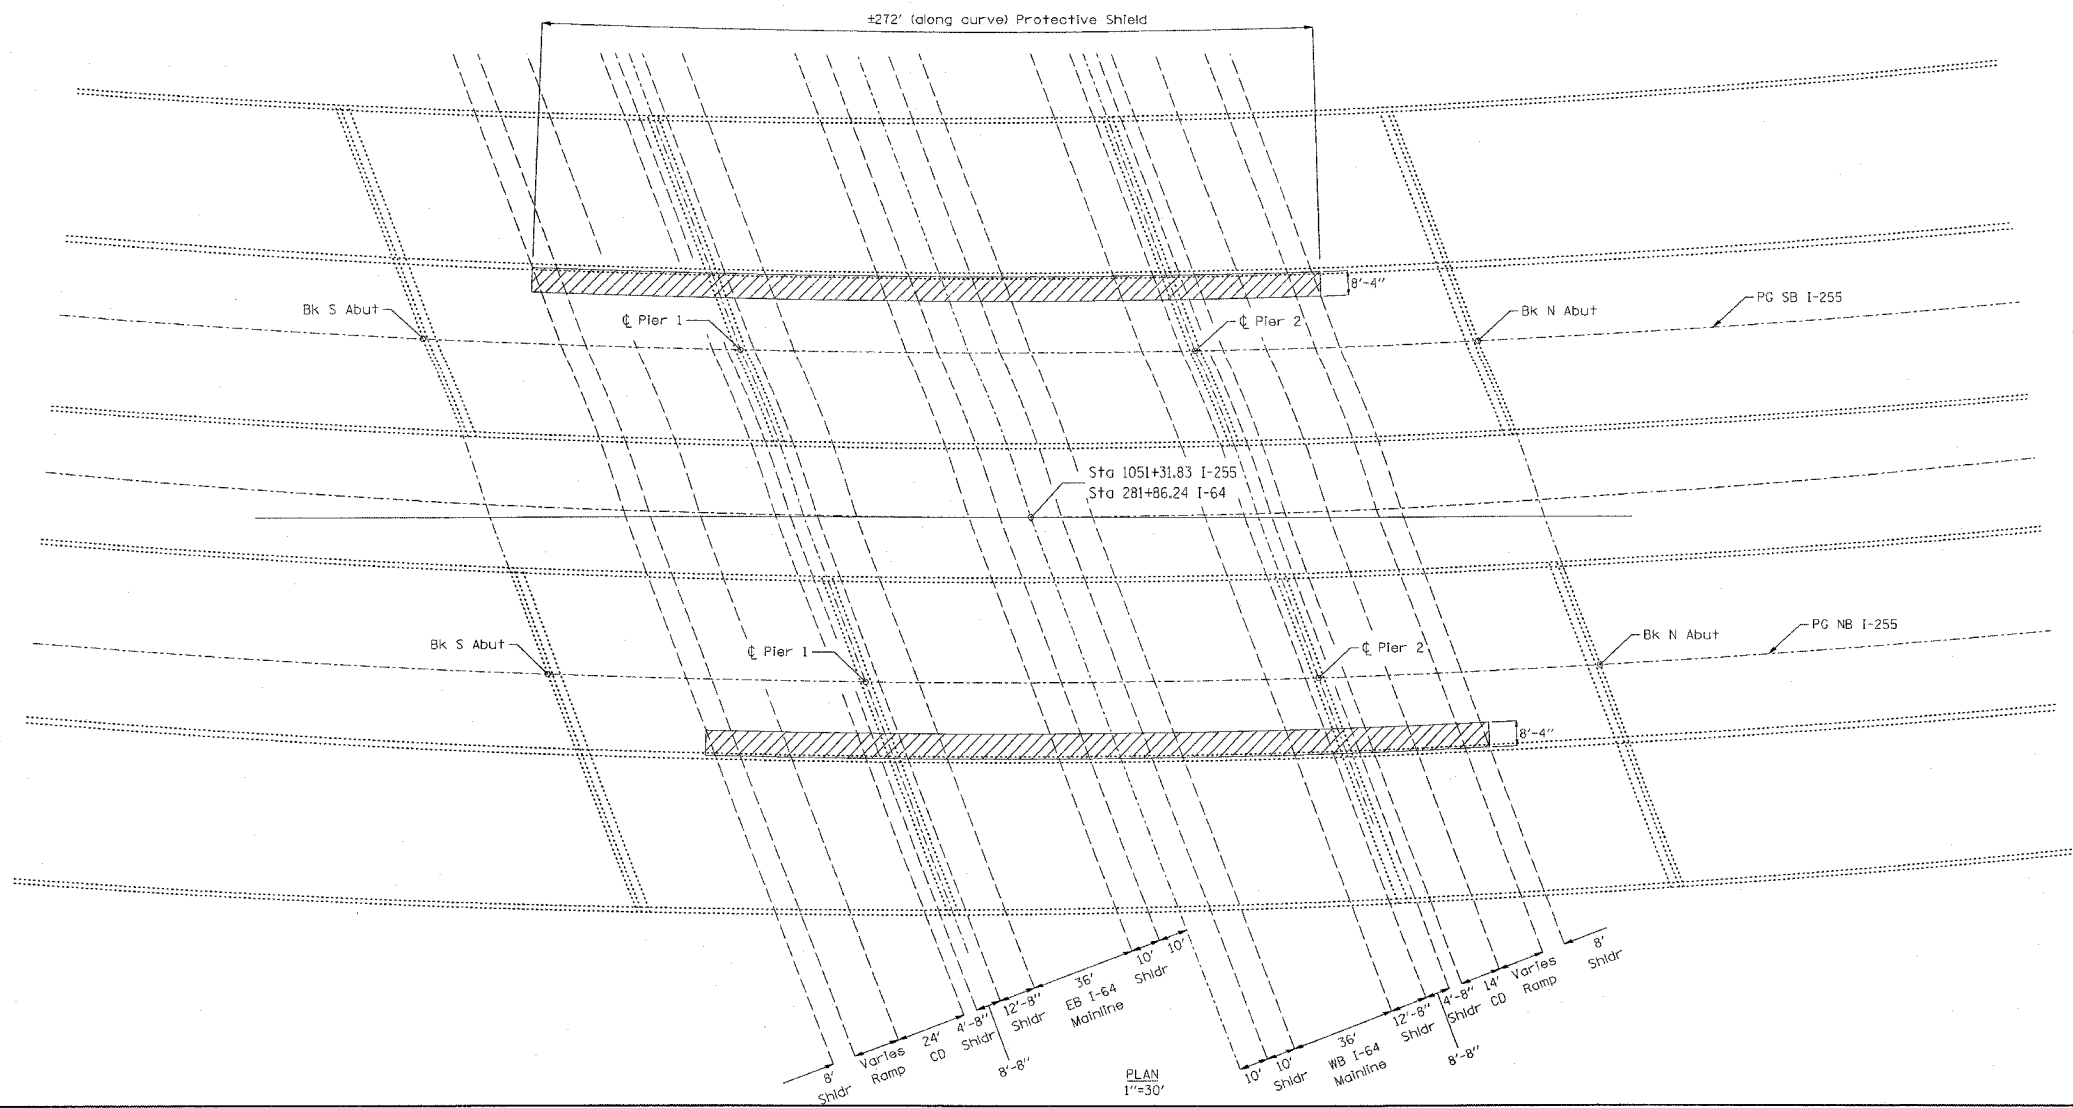 ±272' (along curve) Protective Shield
8'-4"
Bk S Abut
℄ Pier 1
℄ Pier 2
Bk N Abut
PG SB I-255
Sta 1051+31.83 I-255
Sta 281+86.24 I-64
Bk S Abut
℄ Pier 1
℄ Pier 2
Bk N Abut
PG NB I-255
8'-4"
8'
Shldr
Varies
Ramp
24'
CD
4'-8"
Shldr
8'-8"
12'-8"
Shldr
36'
EB I-64
Mainline
10'
Shldr
10'
10'
10'
Shldr
36'
WB I-64
Mainline
12'-8"
Shldr
8'-8"
4'-8"
Shldr
14'
CD
Varies
Ramp
8'
Shldr
PLAN
1"=30'